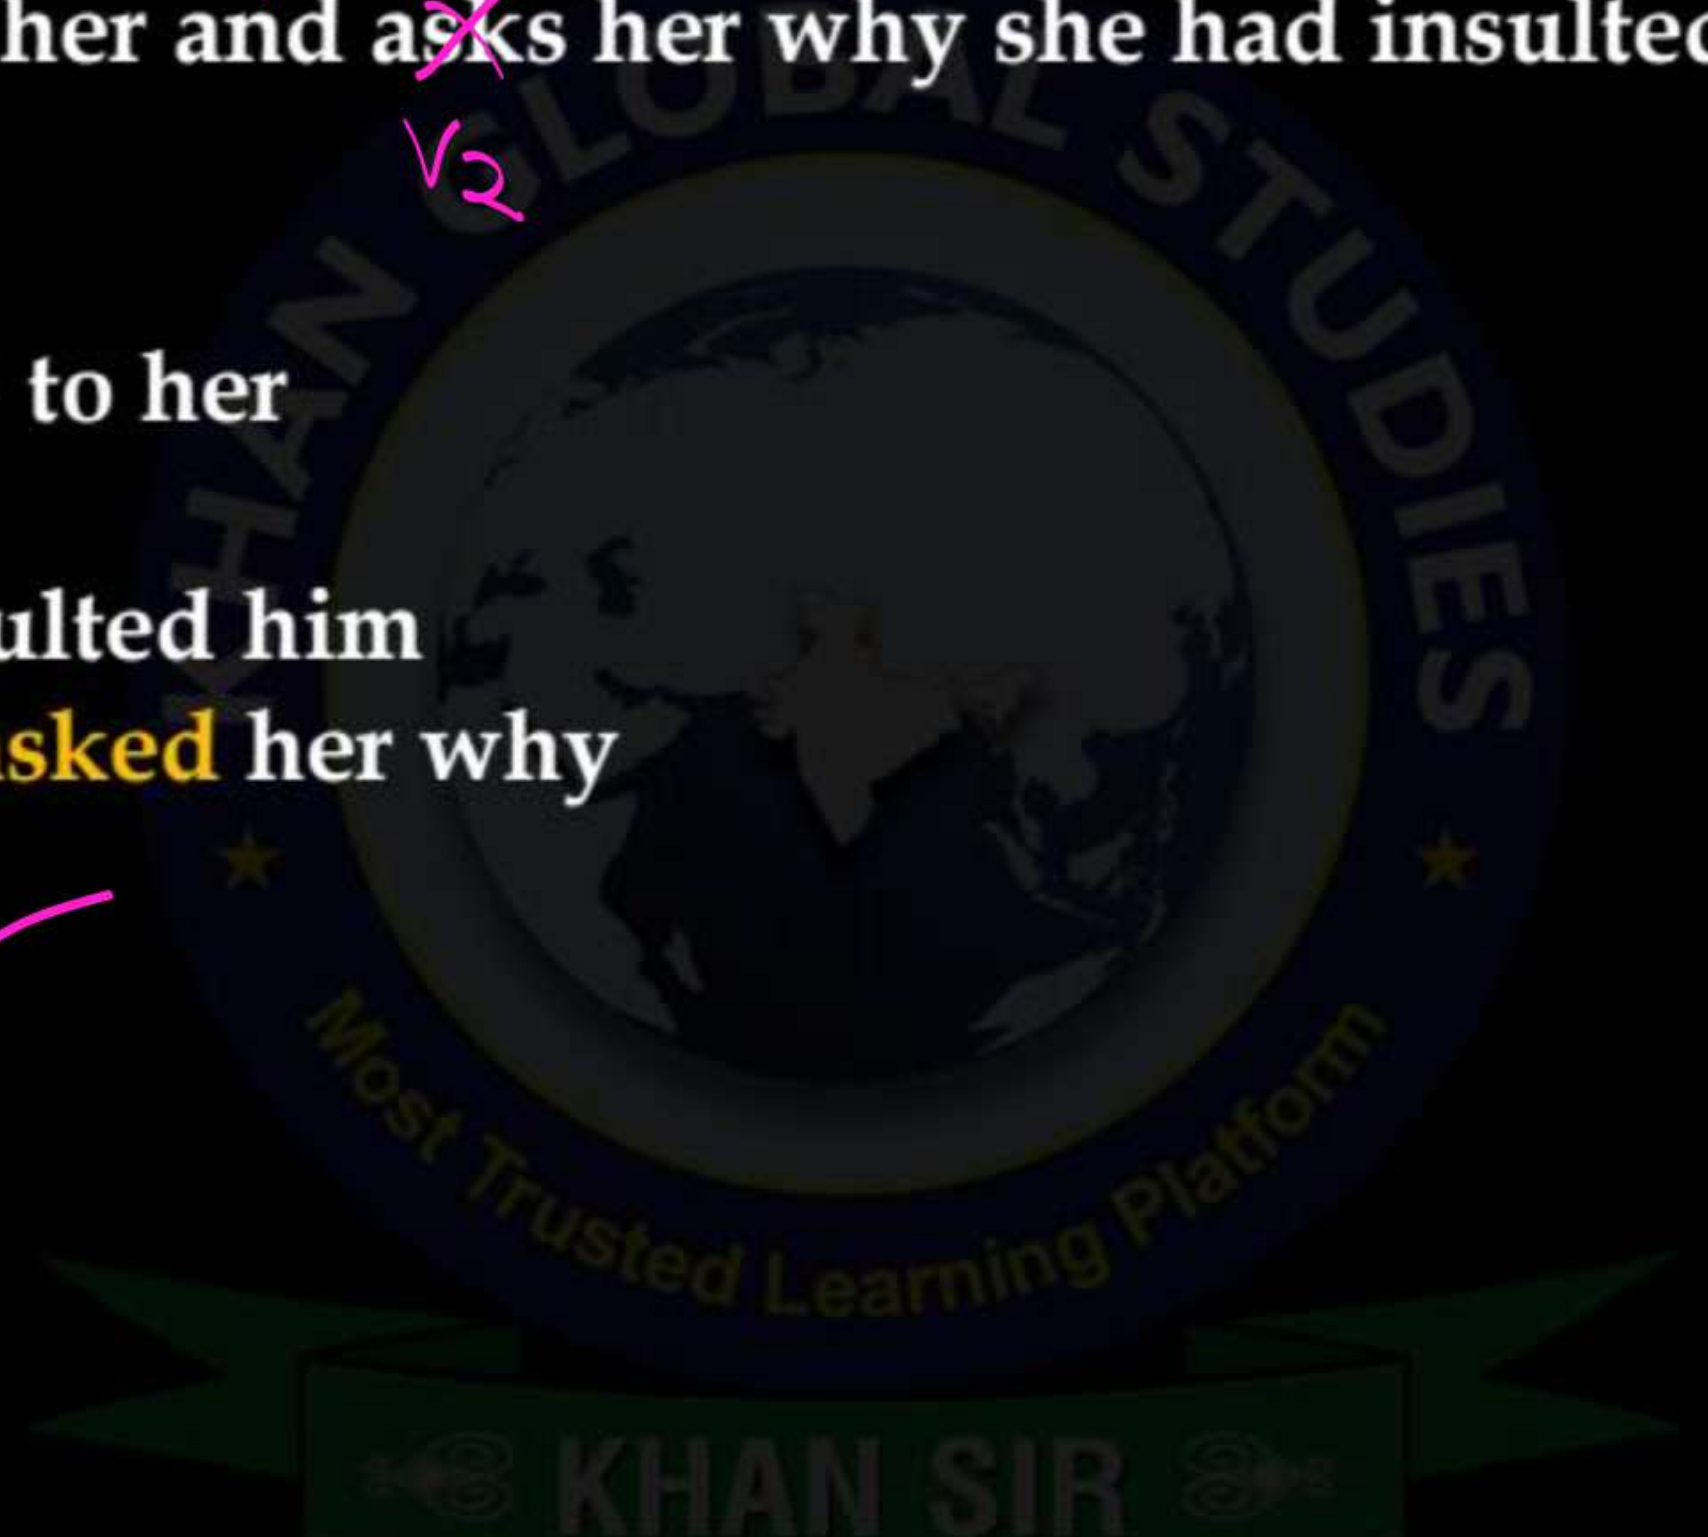 her and asks her why she had insulted
V2
to her
ulted him
asked her why
KHAN GLOBAL STUDIES
Most Trusted Learning Platform
KHAN SIR